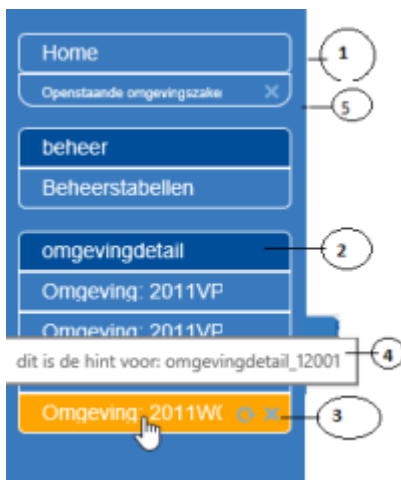 Home
1
Openstaande omgevingszake
5
beheer
Beheerstabellen
omgevingdetail
2
Omgeving: 2011VP
Omgeving: 2011VP
dit is de hint voor: omgevingdetail_12001
4
Omgeving: 2011W
3